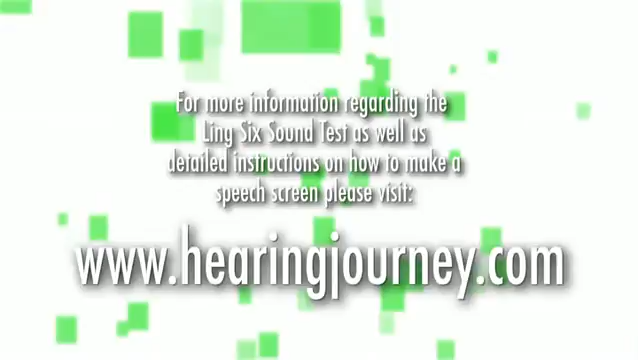 For more information regarding the
Ling Six Sound Test as well as
detailed instructions on how to make a
speech screen please visit:
www.hearingjourney.com